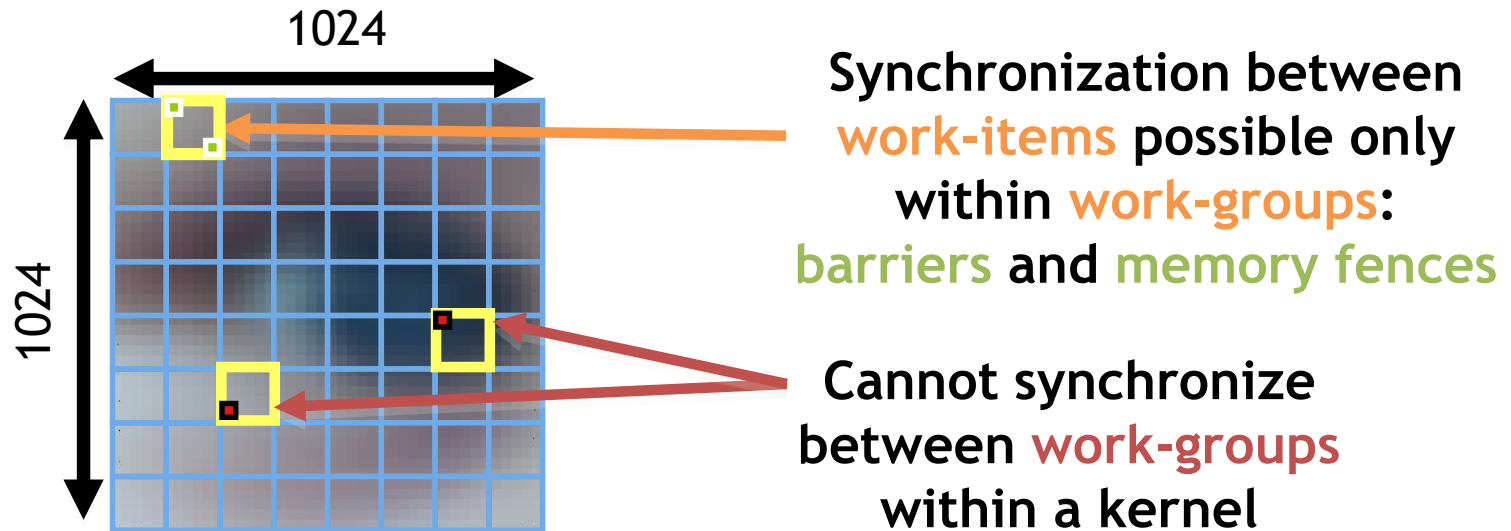 1024
1024
Synchronization between
work-items possible only
within work-groups:
barriers and memory fences
Cannot synchronize
between work-groups
within a kernel